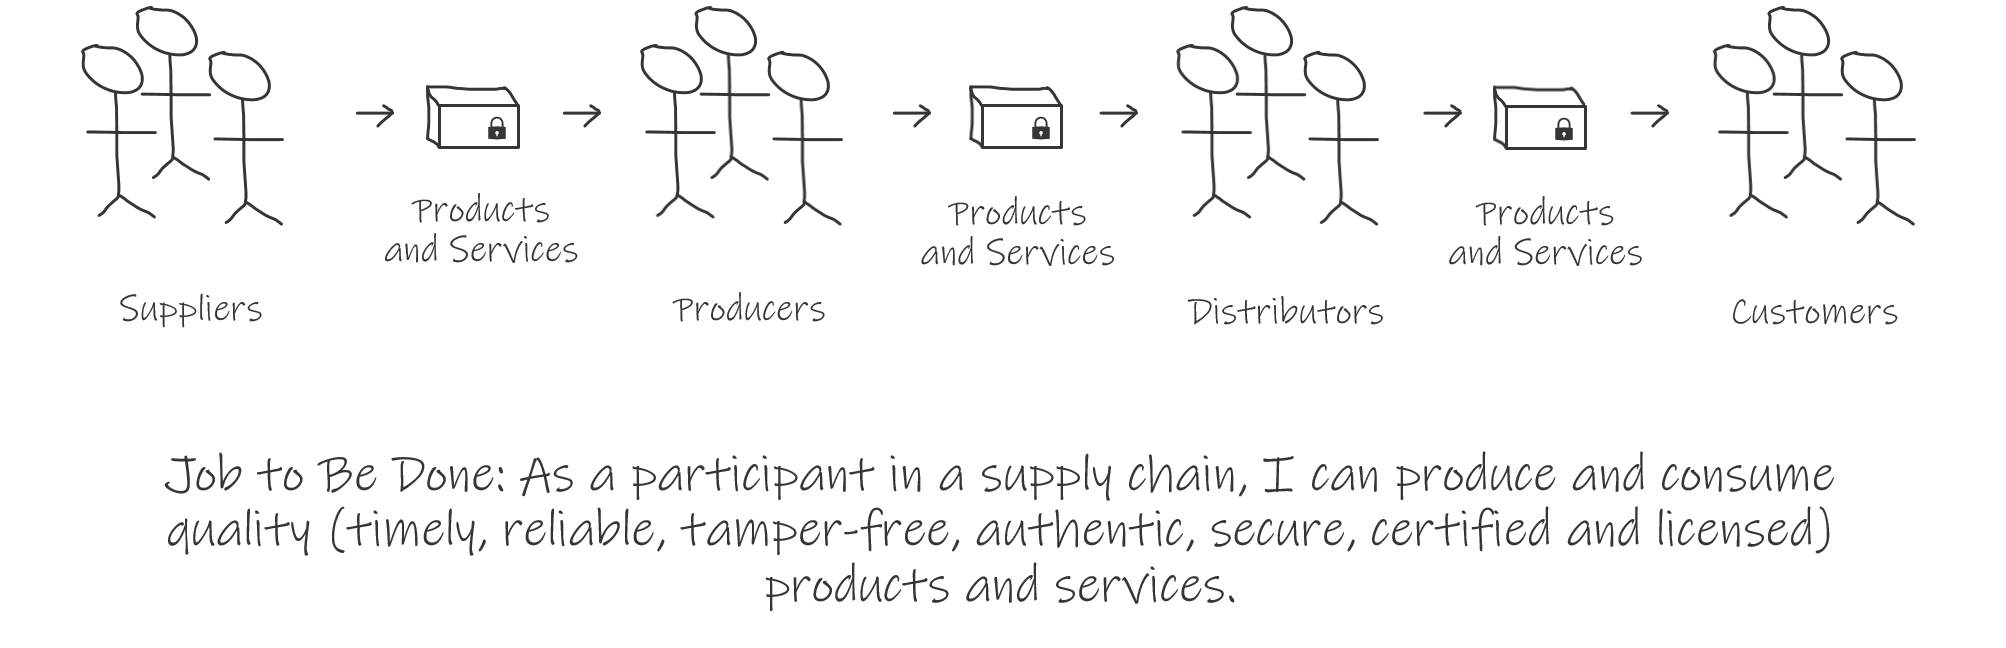 Products
and Services
Products
and Services
Products
and Services
Suppliers
Producers
Distributors
Customers
Job to Be Done: As a participant in a supply chain, I can produce and consume
quality (timely, reliable, tamper-free, authentic, secure, certified and licensed)
products and services.